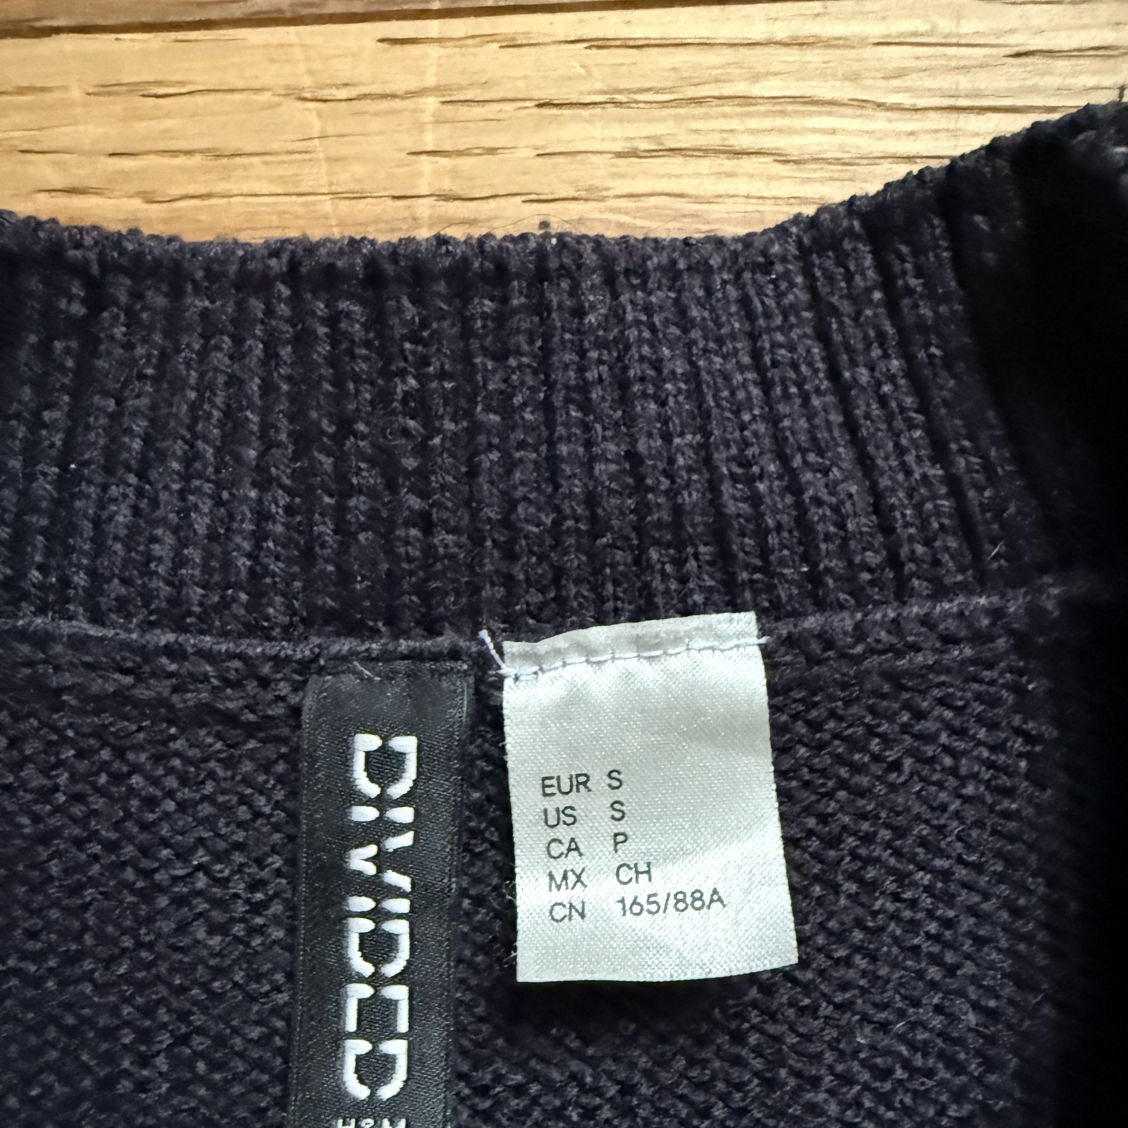 DIVIDED
H&M
EUR S
US S
CA P
MX CH
CN 165/88A